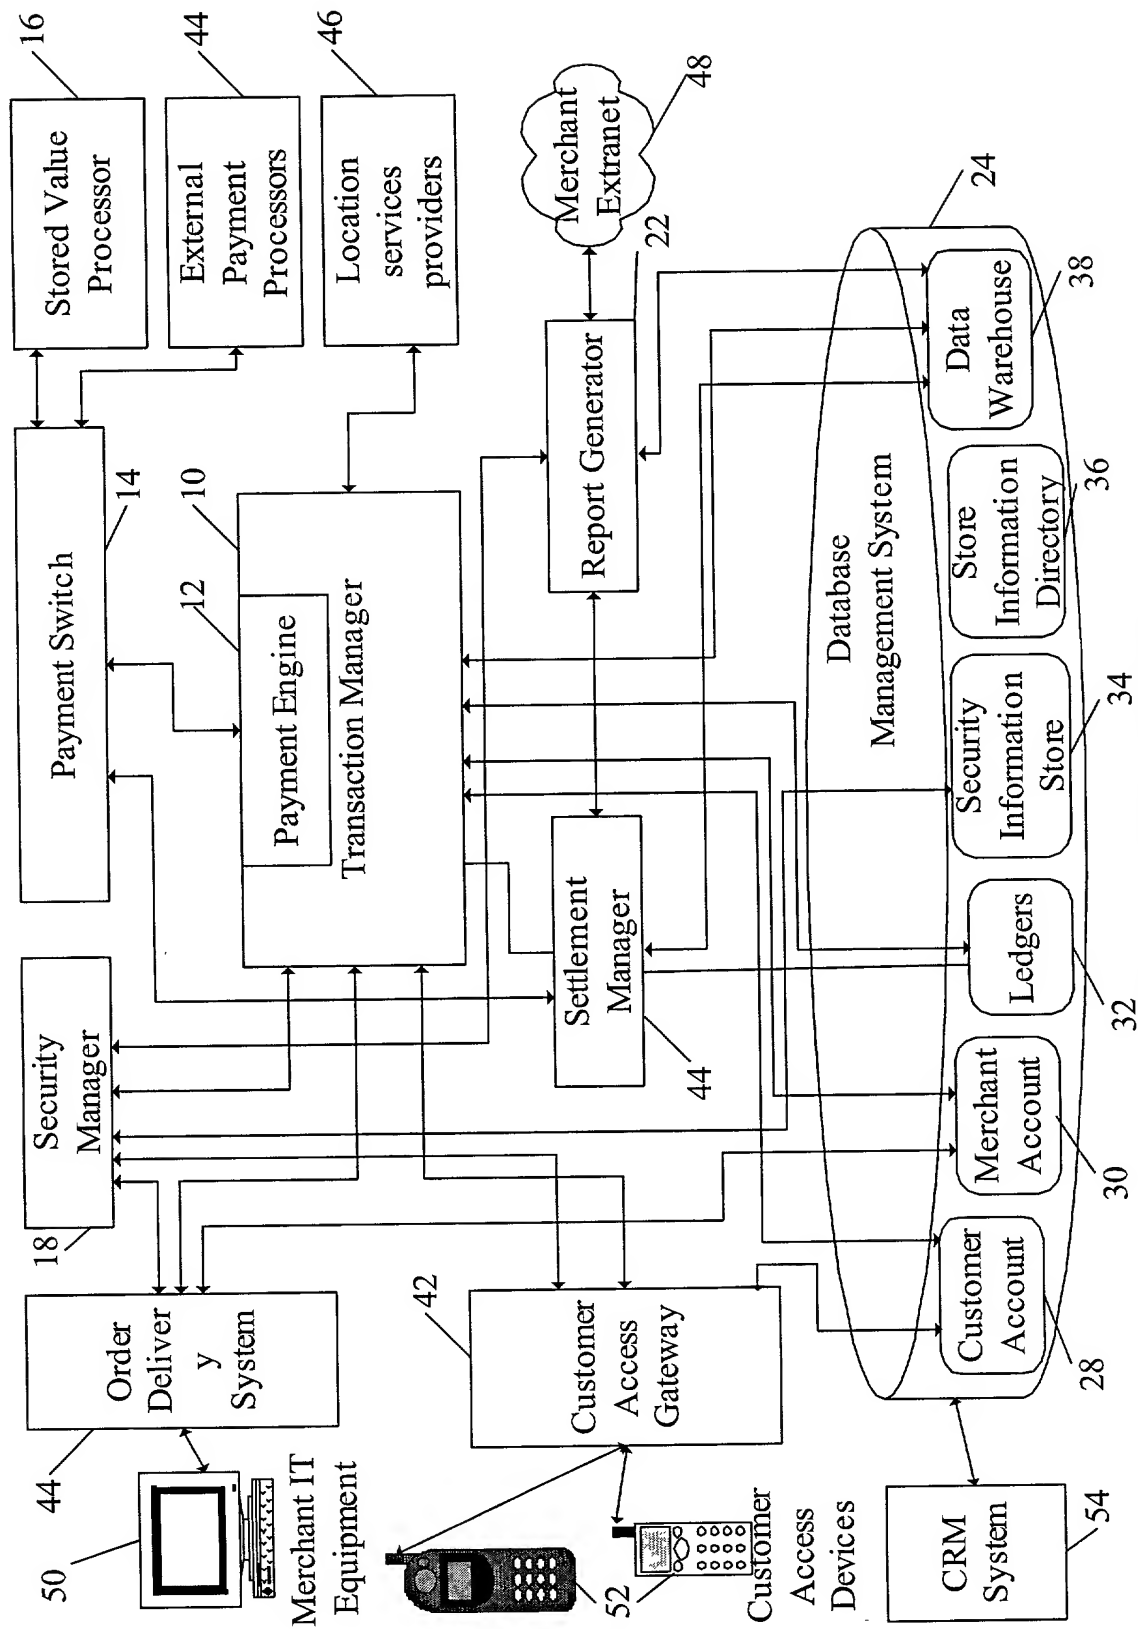 16
Stored Value
Processor
44
External
Payment
Processors
46
Location
services
providers
Merchant
Extranet
48
Payment Switch
14
10
12
Payment Engine
Transaction Manager
Report Generator
22
Security
Manager
18
Settlement
Manager
44
Order
Deliver
y
System
44
Customer
Access
Gateway
42
50
Merchant IT
Equipment
52
Customer
Access
Devices
CRM
System
54
Database
Management System
24
Customer
Account
28
Merchant
Account
30
Ledgers
32
Security
Information
Store
34
Store
Information
Directory
36
Data
Warehouse
38